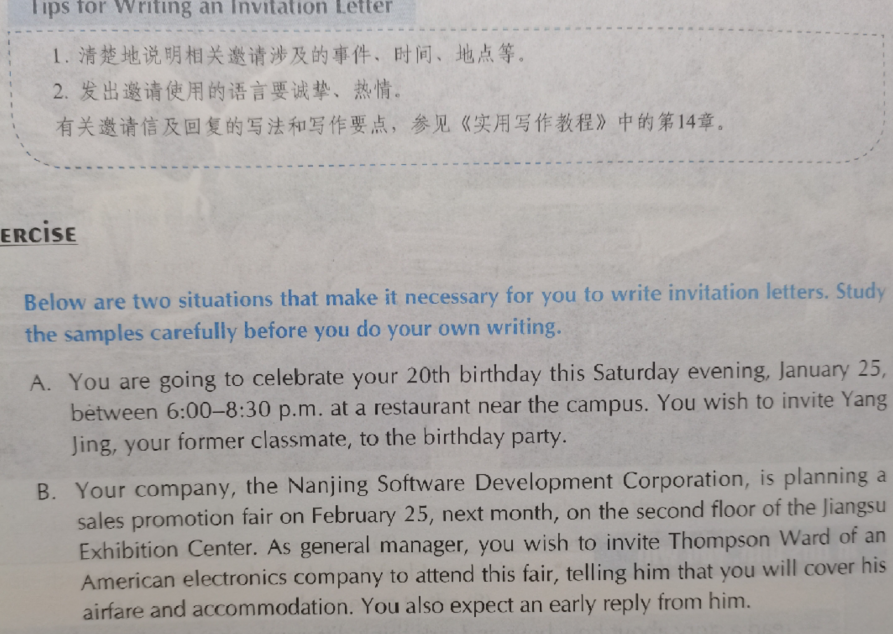 Tips for Writing an Invitation Letter
1. 清楚地说明相关邀请涉及的事件、时间、地点等。
2. 发出邀请使用的语言要诚挚、热情。
有关邀请信及回复的写法和写作要点，参见《实用写作教程》中的第14章。
ERCISE
Below are two situations that make it necessary for you to write invitation letters. Study
the samples carefully before you do your own writing.
A. You are going to celebrate your 20th birthday this Saturday evening, January 25,
between 6:00–8:30 p.m. at a restaurant near the campus. You wish to invite Yang
Jing, your former classmate, to the birthday party.
B. Your company, the Nanjing Software Development Corporation, is planning a
sales promotion fair on February 25, next month, on the second floor of the Jiangsu
Exhibition Center. As general manager, you wish to invite Thompson Ward of an
American electronics company to attend this fair, telling him that you will cover his
airfare and accommodation. You also expect an early reply from him.